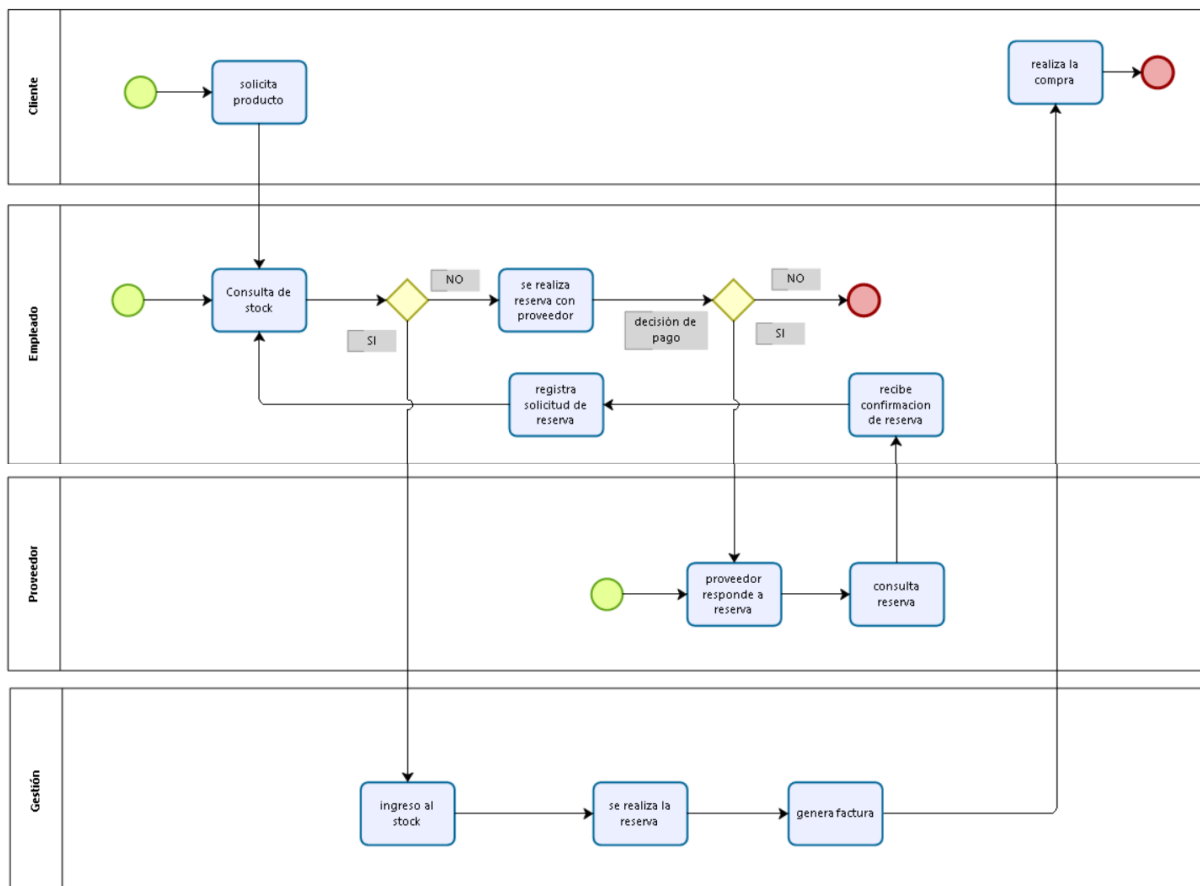 Cliente
solicita
producto
realiza la
compra
Empleado
Consulta de
stock
NO
SI
se realiza
reserva con
proveedor
decisión de
pago
NO
SI
registra
solicitud de
reserva
recibe
confirmacion
de reserva
Proveedor
proveedor
responde a
reserva
consulta
reserva
Gestión
ingreso al
stock
se realiza la
reserva
genera factura